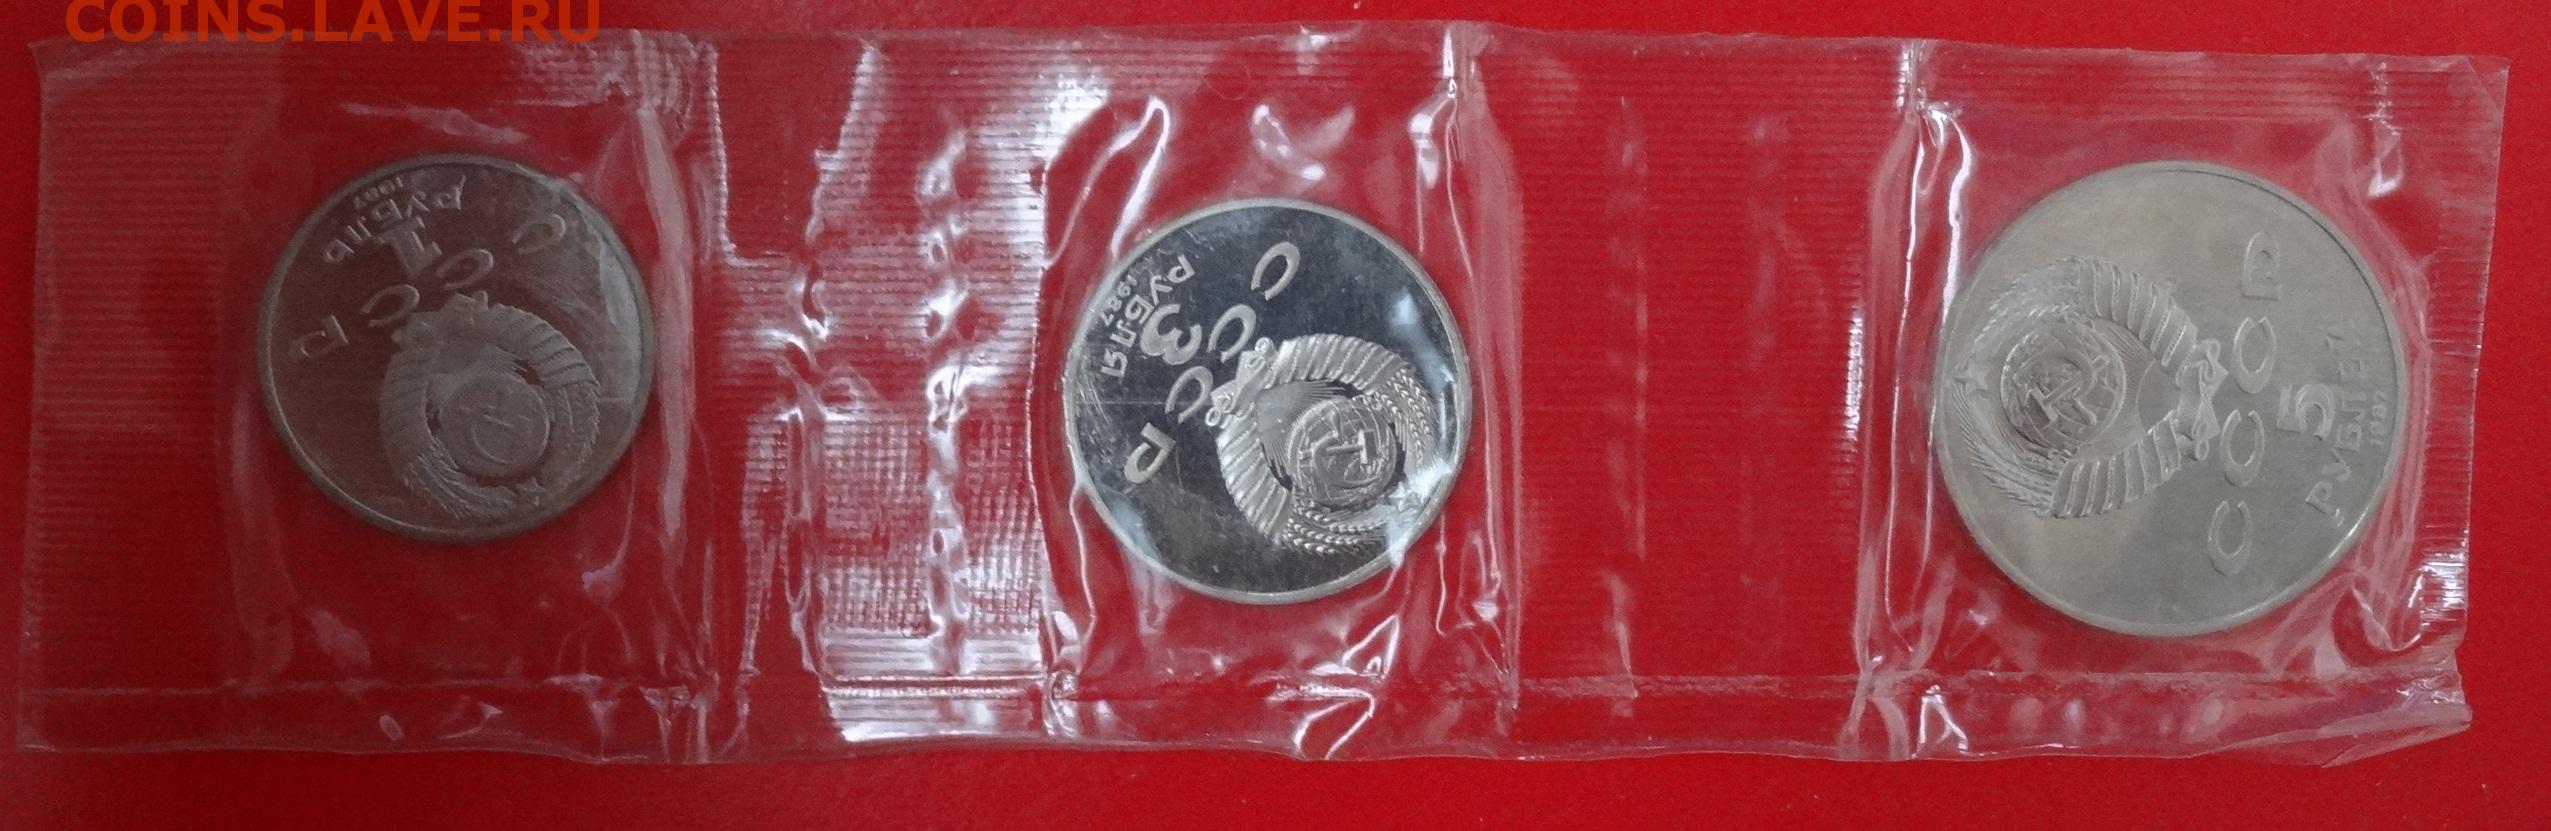 COINS.LAVE.RU
СССР
1
РУБЛЬ
1987
СССР
3
РУБЛЯ
1987
СССР
5
РУБЛЕЙ
1987